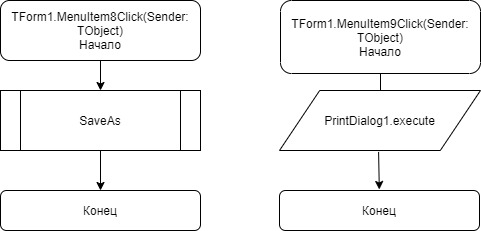 TForm1.MenuItem8Click(Sender:
TObject)
Начало
SaveAs
Конец
TForm1.MenuItem9Click(Sender:
TObject)
Начало
PrintDialog1.execute
Конец